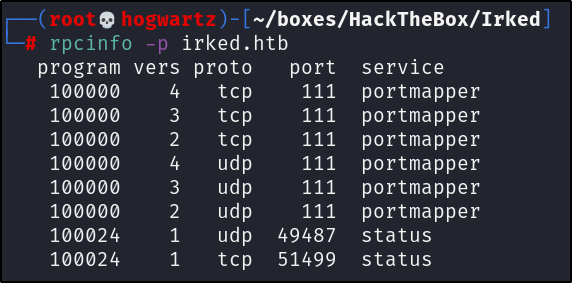 ┌──(root💀hogwartz)-[~/boxes/HackTheBox/Irked]
└─# rpcinfo -p irked.htb
   program vers proto   port  service
    100000    4   tcp    111  portmapper
    100000    3   tcp    111  portmapper
    100000    2   tcp    111  portmapper
    100000    4   udp    111  portmapper
    100000    3   udp    111  portmapper
    100000    2   udp    111  portmapper
    100024    1   udp  49487  status
    100024    1   tcp  51499  status